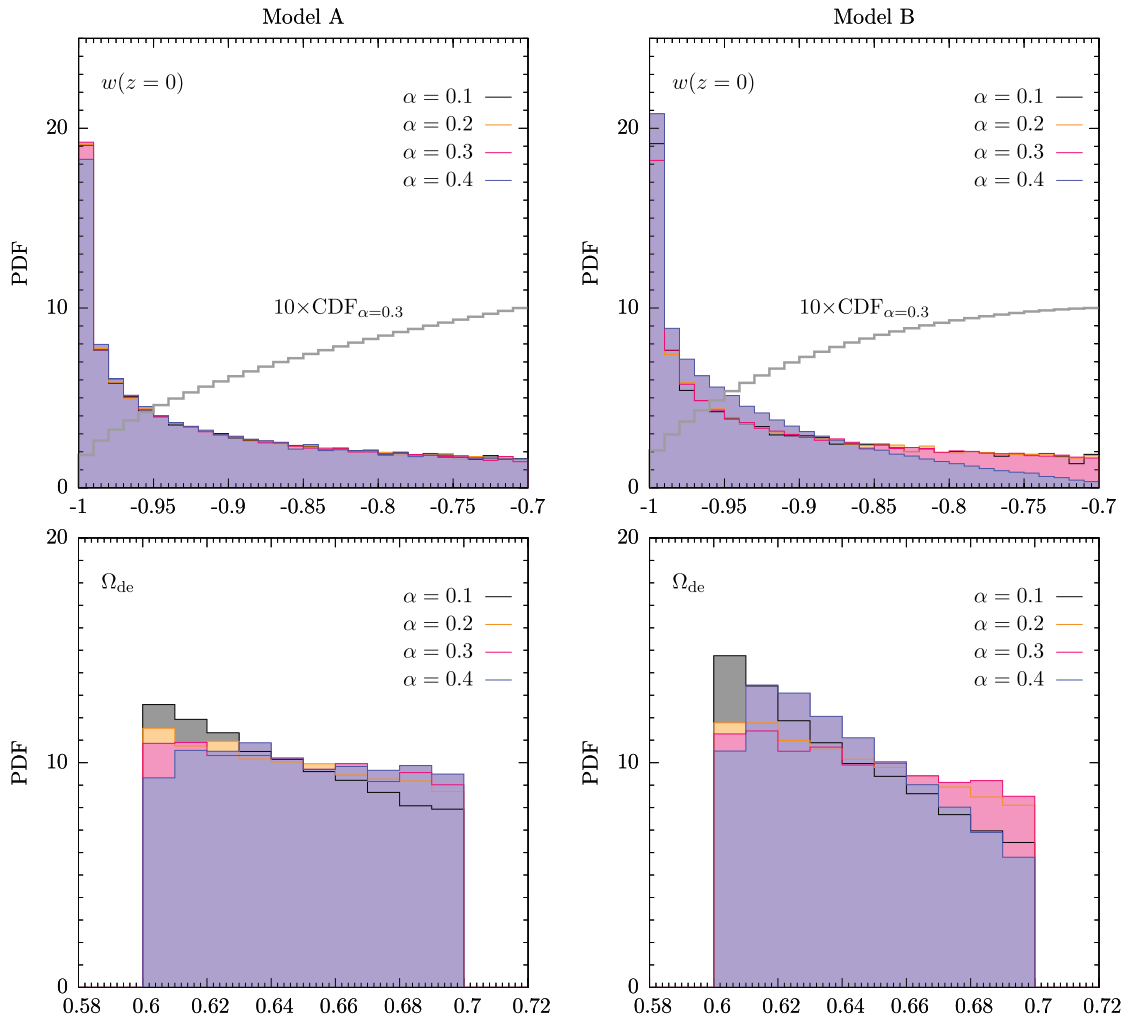 Model A
Model B
w(z = 0)
α = 0.1
α = 0.2
α = 0.3
α = 0.4
10×CDFα=0.3
PDF
0
10
20
-1
-0.95
-0.9
-0.85
-0.8
-0.75
-0.7
w(z = 0)
α = 0.1
α = 0.2
α = 0.3
α = 0.4
10×CDFα=0.3
PDF
0
10
20
-1
-0.95
-0.9
-0.85
-0.8
-0.75
-0.7
Ωde
α = 0.1
α = 0.2
α = 0.3
α = 0.4
PDF
0
10
20
0.58
0.6
0.62
0.64
0.66
0.68
0.7
0.72
Ωde
α = 0.1
α = 0.2
α = 0.3
α = 0.4
PDF
0
10
20
0.58
0.6
0.62
0.64
0.66
0.68
0.7
0.72